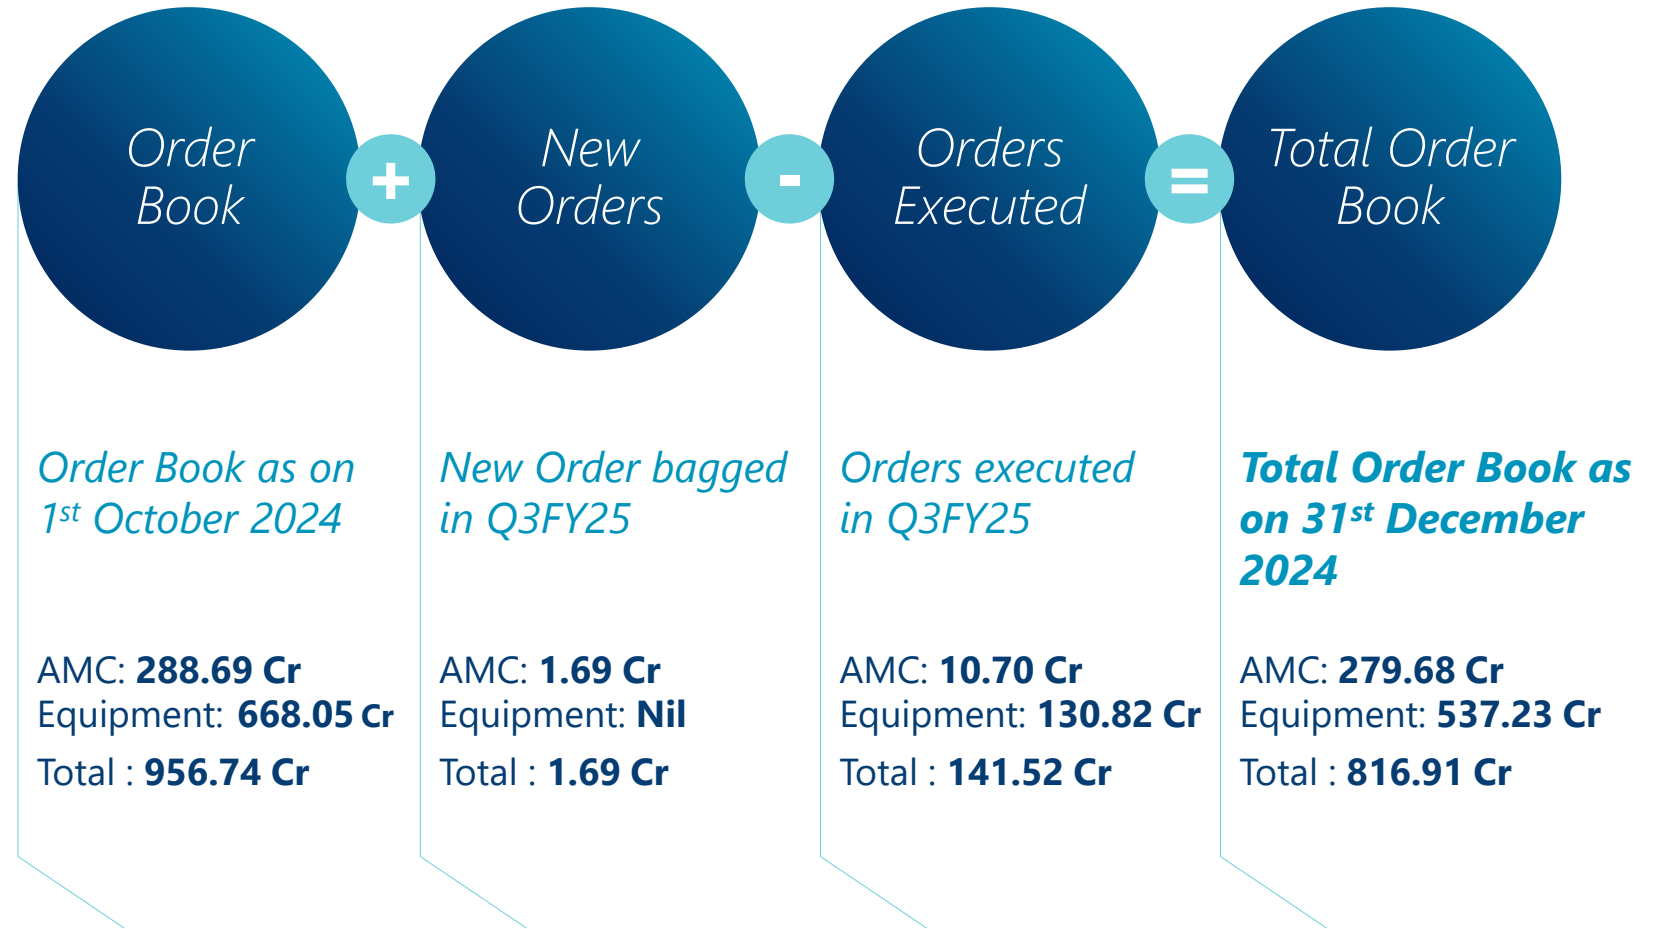 Order
Book
+
New
Orders
-
Orders
Executed
=
Total Order
Book
Order Book as on
1st October 2024
AMC: 288.69 Cr
Equipment: 668.05 Cr
Total : 956.74 Cr
New Order bagged
in Q3FY25
AMC: 1.69 Cr
Equipment: Nil
Total : 1.69 Cr
Orders executed
in Q3FY25
AMC: 10.70 Cr
Equipment: 130.82 Cr
Total : 141.52 Cr
Total Order Book as
on 31st December
2024
AMC: 279.68 Cr
Equipment: 537.23 Cr
Total : 816.91 Cr